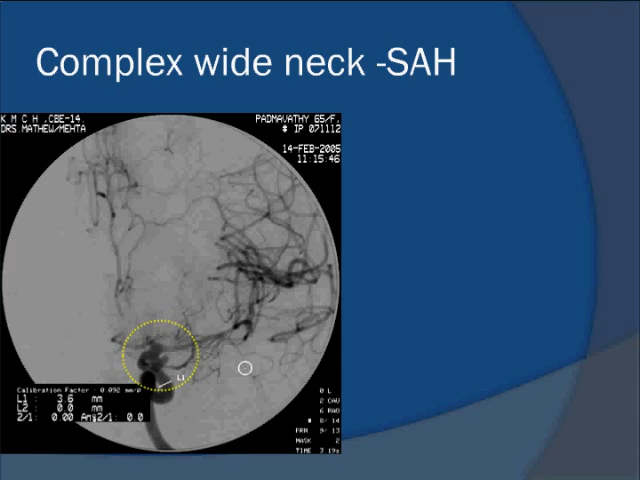 Complex wide neck -SAH
K M C H ,CBE-14.
DRS.MATHEW/MEHTA
PADMAVATHY 65/F.
# IP 071112
14-FEB-2005
11:15:46
L1
Calibration Factor : 0.092 mm/p
L1 : 3.6 mm
L2 : 0.0 mm
2/1: 0.00 Ang2/1: 0.0
0 L
2 CAU
6 RAO
# 8/ 14
FRM 9/ 13
MASK 2
TIME 3.19s